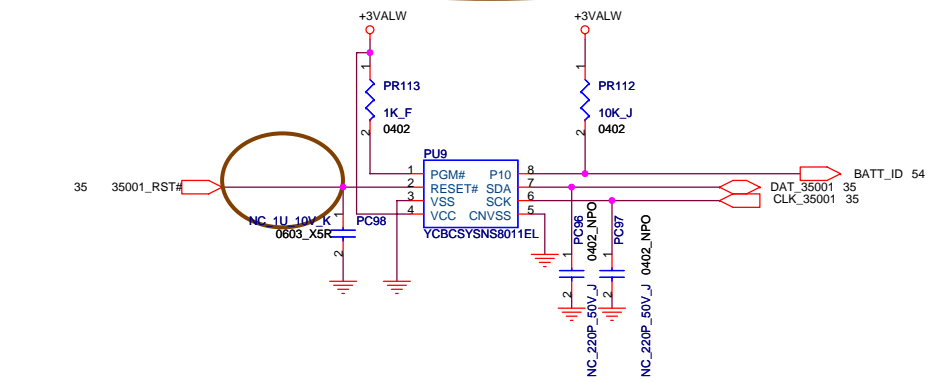 +3VALW
+3VALW
1
1
PR113
PR112
1K_F
10K_J
0402
0402
2
2
PU9
1 PGM# P10 8
BATT_ID 54
35 35001_RST#
2 RESET# SDA 7
DAT_35001 35
3 VSS SCK 6
CLK_35001 35
4 VCC CNVSS 5
YCBCSYSNS8011EL
1
NC_1U_10V_K PC98
0603_X5R
2
PC96
0402_NPO
PC97
0402_NPO
1
1
2
2
NC_220P_50V_J
NC_220P_50V_J